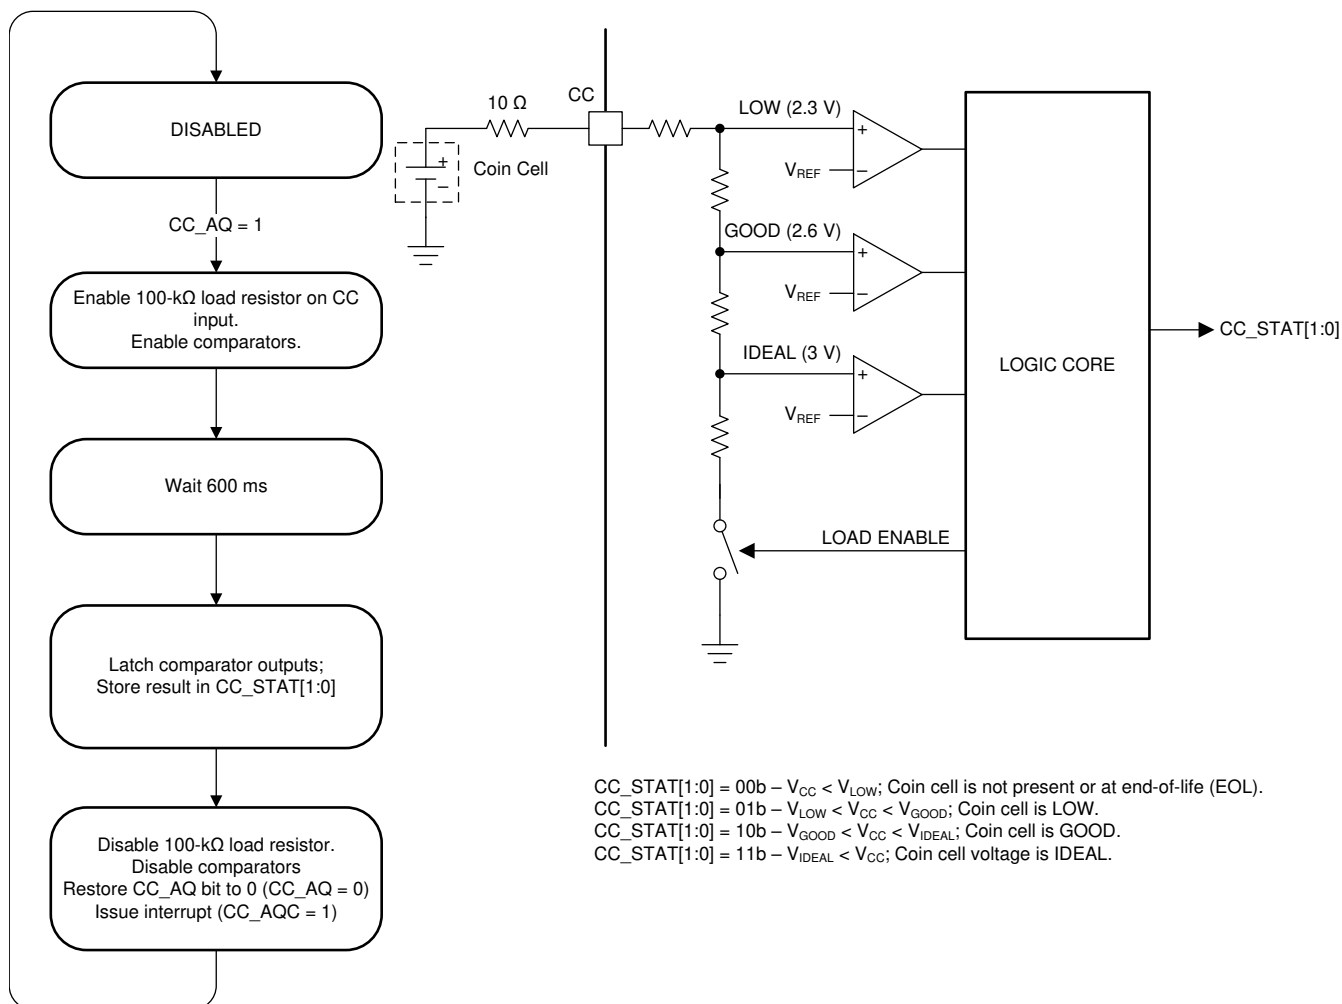 DISABLED
CC_AQ = 1
Enable 100-kΩ load resistor on CC
input.
Enable comparators.
Wait 600 ms
Latch comparator outputs;
Store result in CC_STAT[1:0]
Disable 100-kΩ load resistor.
Disable comparators
Restore CC_AQ bit to 0 (CC_AQ = 0)
Issue interrupt (CC_AQC = 1)
10 Ω
CC
+
−
Coin Cell
LOW (2.3 V)
+
VREF
−
GOOD (2.6 V)
+
VREF
−
IDEAL (3 V)
+
VREF
−
LOAD ENABLE
LOGIC CORE
CC_STAT[1:0]
CC_STAT[1:0] = 00b – VCC < VLOW; Coin cell is not present or at end-of-life (EOL).
CC_STAT[1:0] = 01b – VLOW < VCC < VGOOD; Coin cell is LOW.
CC_STAT[1:0] = 10b – VGOOD < VCC < VIDEAL; Coin cell is GOOD.
CC_STAT[1:0] = 11b – VIDEAL < VCC; Coin cell voltage is IDEAL.